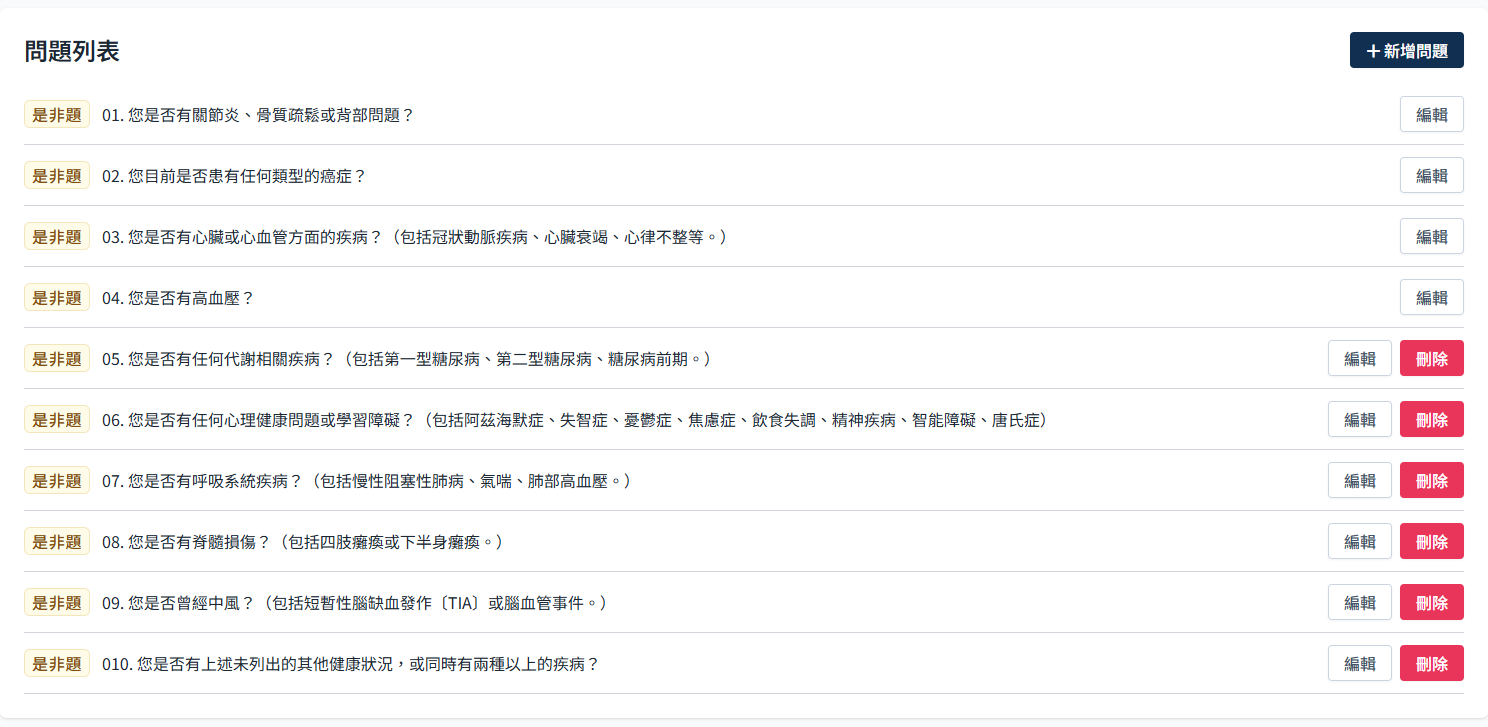 問題列表
＋新增問題
是非題 01. 您是否有關節炎、骨質疏鬆或背部問題？ 編輯
是非題 02. 您目前是否患有任何類型的癌症？ 編輯
是非題 03. 您是否有心臟或心血管方面的疾病？（包括冠狀動脈疾病、心臟衰竭、心律不整等。） 編輯
是非題 04. 您是否有高血壓？ 編輯
是非題 05. 您是否有任何代謝相關疾病？（包括第一型糖尿病、第二型糖尿病、糖尿病前期。） 編輯 刪除
是非題 06. 您是否有任何心理健康問題或學習障礙？（包括阿茲海默症、失智症、憂鬱症、焦慮症、飲食失調、精神疾病、智能障礙、唐氏症） 編輯 刪除
是非題 07. 您是否有呼吸系統疾病？（包括慢性阻塞性肺病、氣喘、肺部高血壓。） 編輯 刪除
是非題 08. 您是否有脊髓損傷？（包括四肢癱瘓或下半身癱瘓。） 編輯 刪除
是非題 09. 您是否曾經中風？（包括短暫性腦缺血發作〔TIA〕或腦血管事件。） 編輯 刪除
是非題 010. 您是否有上述未列出的其他健康狀況，或同時有兩種以上的疾病？ 編輯 刪除